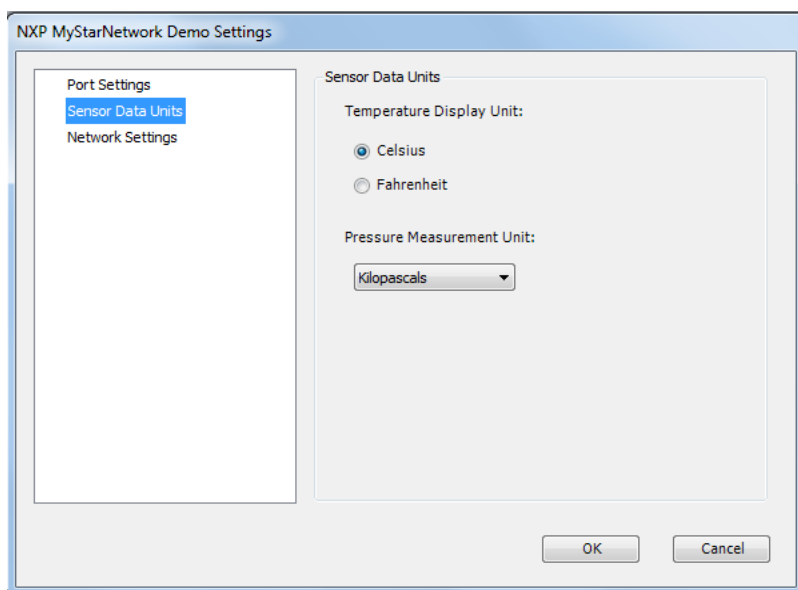 NXP MyStarNetwork Demo Settings
Port Settings
Sensor Data Units
Network Settings
Sensor Data Units
Temperature Display Unit:
Celsius
Fahrenheit
Pressure Measurement Unit:
Kilopascals
OK
Cancel